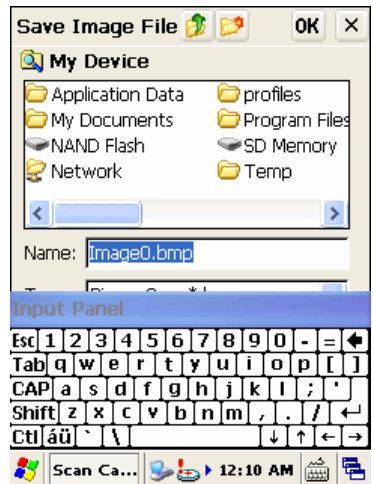 Save Image File OK ×
My Device
Application Data profiles
My Documents Program Files
NAND Flash SD Memory
Network Temp
Name: Image0.bmp
Input Panel
Esc 1 2 3 4 5 6 7 8 9 0 - =
Tab q w e r t y u i o p [ ]
CAP a s d f g h j k l ; '
Shift z x c v b n m , . /
Ctl áü ` \
Scan Ca... 12:10 AM